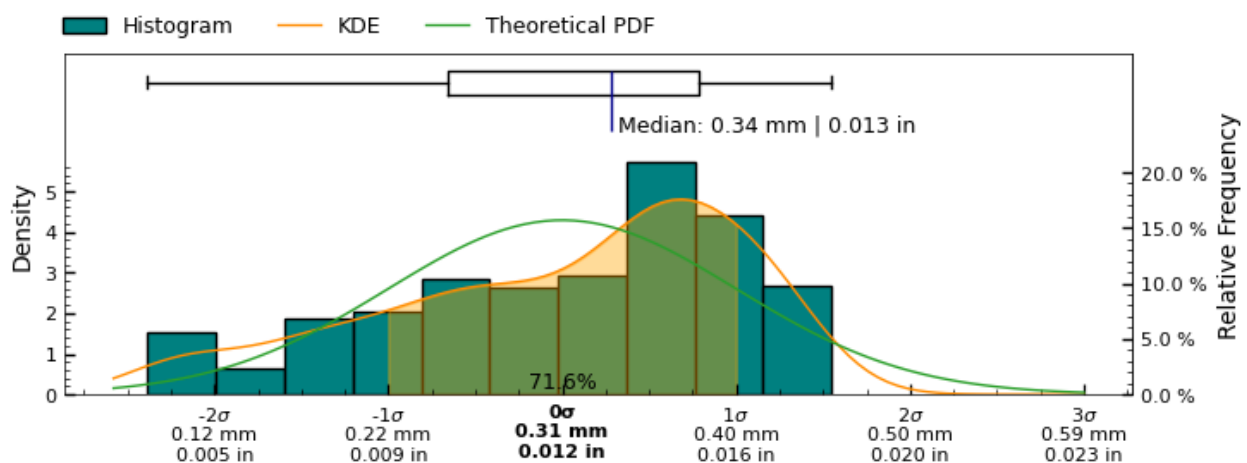 Histogram KDE Theoretical PDF
Median: 0.34 mm | 0.013 in
Density
5
4
3
2
1
0
71.6%
20.0 %
15.0 %
10.0 %
5.0 %
0.0 %
Relative Frequency
-2σ -1σ 0σ 1σ 2σ 3σ
0.12 mm 0.22 mm 0.31 mm 0.40 mm 0.50 mm 0.59 mm
0.005 in 0.009 in 0.012 in 0.016 in 0.020 in 0.023 in